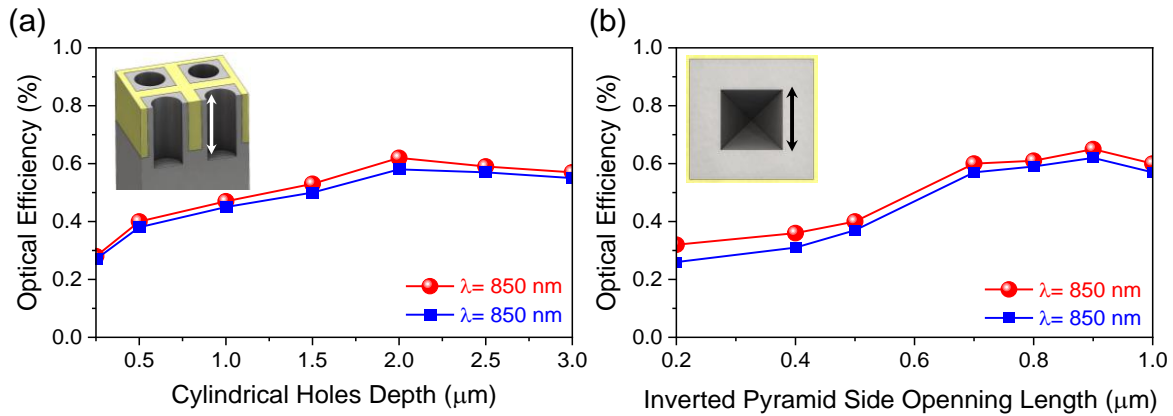 (a)
1.0
0.8
0.6
0.4
0.2
0.0
Optical Efficiency (%)
λ= 850 nm
λ= 850 nm
0.5 1.0 1.5 2.0 2.5 3.0
Cylindrical Holes Depth (μm)
(b)
1.0
0.8
0.6
0.4
0.2
0.0
Optical Efficiency (%)
λ= 850 nm
λ= 850 nm
0.2 0.4 0.6 0.8 1.0
Inverted Pyramid Side Openning Length (μm)